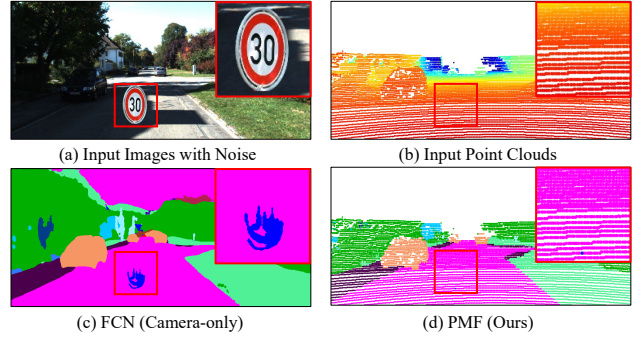 30
30
(a) Input Images with Noise
(b) Input Point Clouds
(c) FCN (Camera-only)
(d) PMF (Ours)